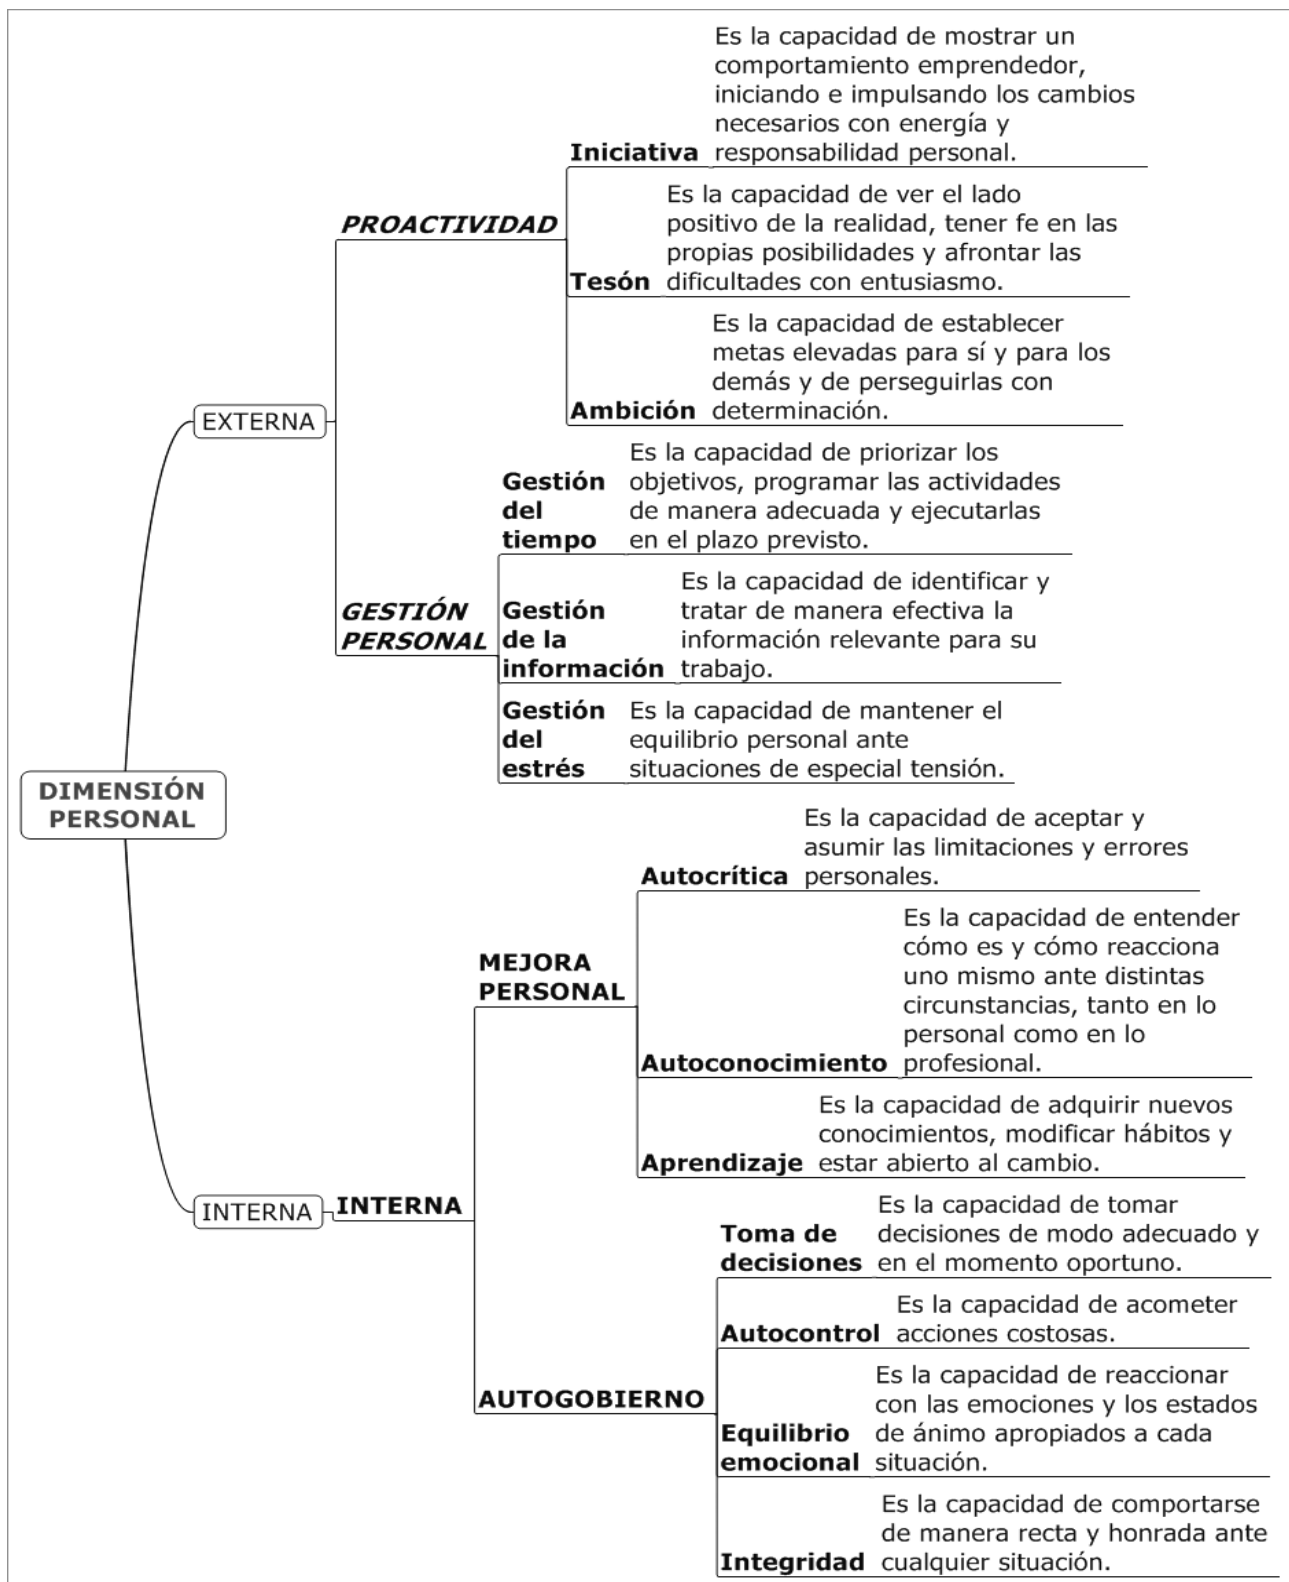 DIMENSIÓN
PERSONAL
EXTERNA
PROACTIVIDAD
Iniciativa
Es la capacidad de mostrar un
comportamiento emprendedor,
iniciando e impulsando los cambios
necesarios con energía y
responsabilidad personal.
Tesón
Es la capacidad de ver el lado
positivo de la realidad, tener fe en las
propias posibilidades y afrontar las
dificultades con entusiasmo.
Ambición
Es la capacidad de establecer
metas elevadas para sí y para los
demás y de perseguirlas con
determinación.
GESTIÓN
PERSONAL
Gestión
del
tiempo
Es la capacidad de priorizar los
objetivos, programar las actividades
de manera adecuada y ejecutarlas
en el plazo previsto.
Gestión
de la
información
Es la capacidad de identificar y
tratar de manera efectiva la
información relevante para su
trabajo.
Gestión
del
estrés
Es la capacidad de mantener el
equilibrio personal ante
situaciones de especial tensión.
INTERNA
INTERNA
MEJORA
PERSONAL
Autocrítica
Es la capacidad de aceptar y
asumir las limitaciones y errores
personales.
Autoconocimiento
Es la capacidad de entender
cómo es y cómo reacciona
uno mismo ante distintas
circunstancias, tanto en lo
personal como en lo
profesional.
Aprendizaje
Es la capacidad de adquirir nuevos
conocimientos, modificar hábitos y
estar abierto al cambio.
AUTOGOBIERNO
Toma de
decisiones
Es la capacidad de tomar
decisiones de modo adecuado y
en el momento oportuno.
Autocontrol
Es la capacidad de acometer
acciones costosas.
Equilibrio
emocional
Es la capacidad de reaccionar
con las emociones y los estados
de ánimo apropiados a cada
situación.
Integridad
Es la capacidad de comportarse
de manera recta y honrada ante
cualquier situación.